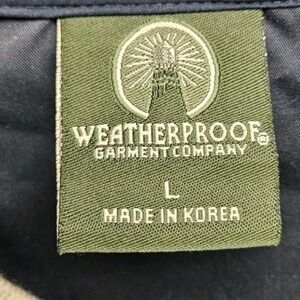 WEATHERPROOF®
GARMENT COMPANY
L
MADE IN KOREA